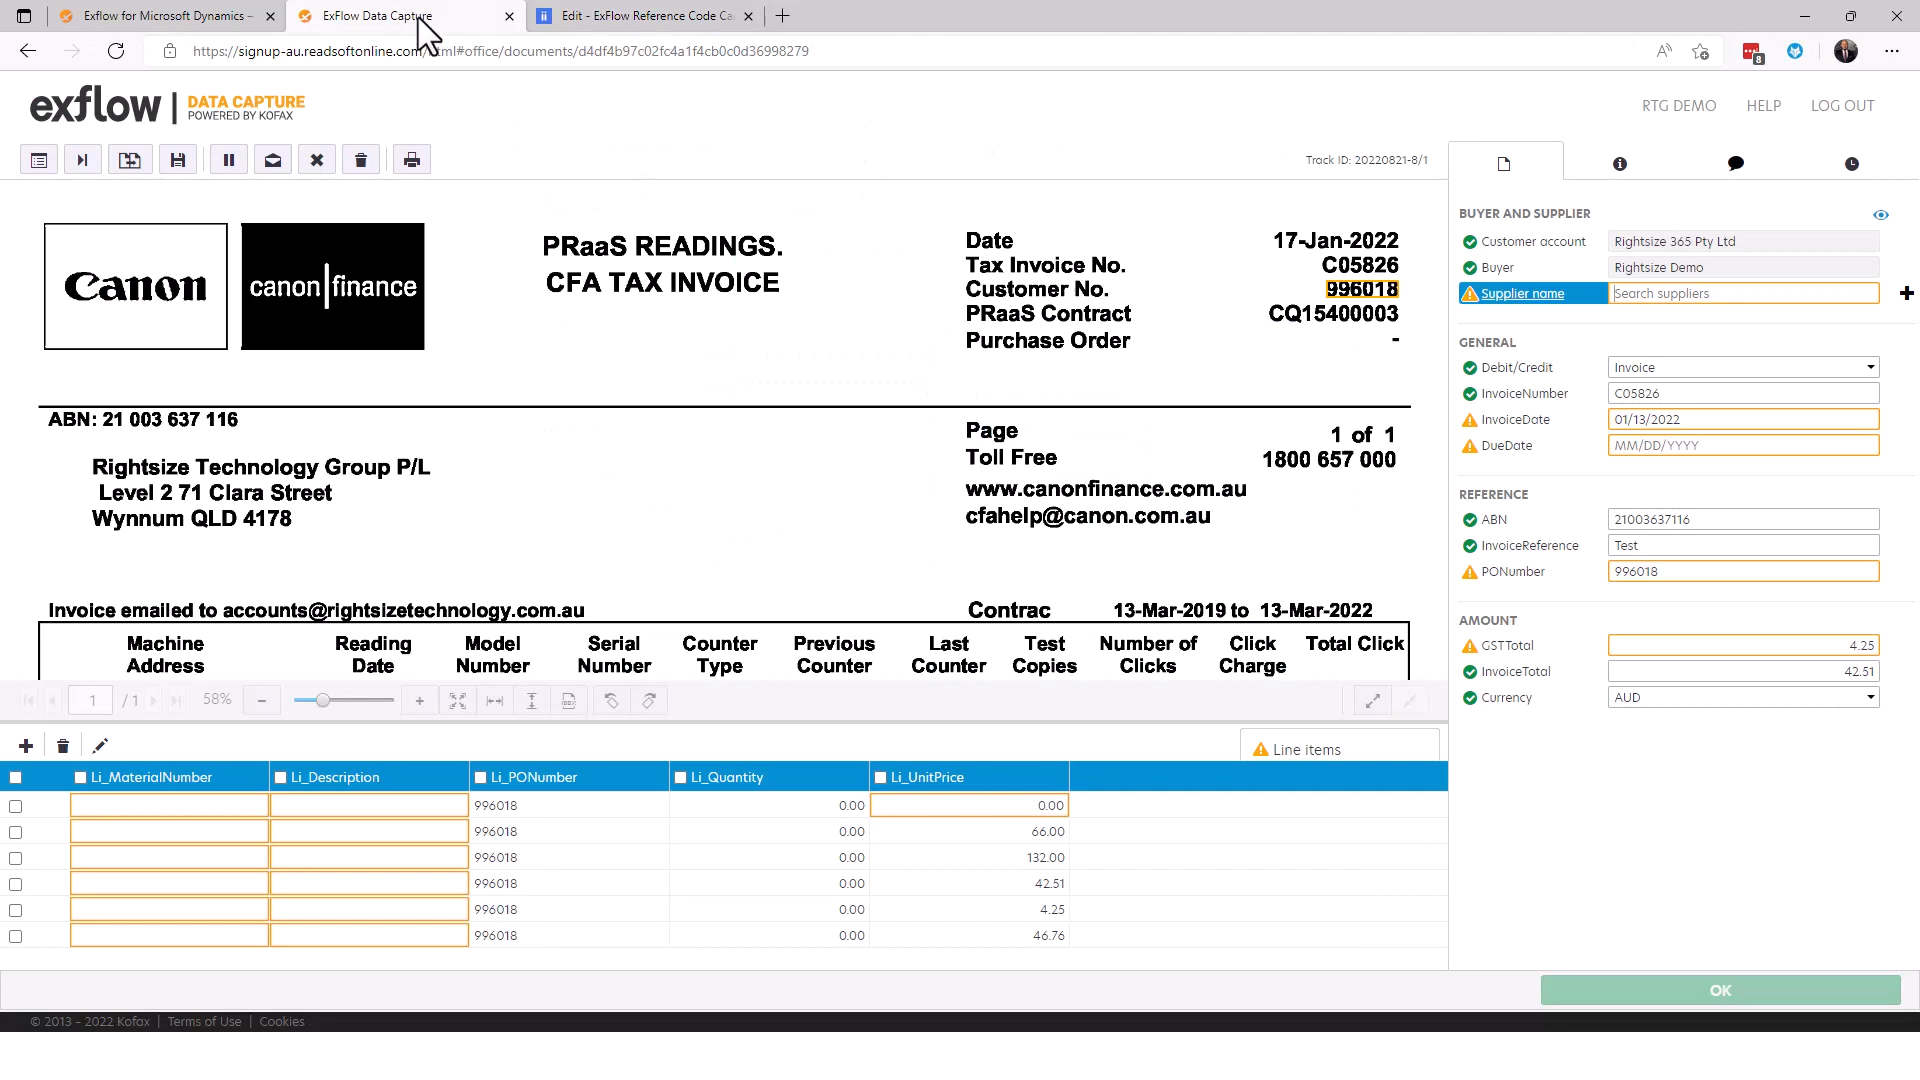 Exflow for Microsoft Dynamics –
ExFlow Data Capture
Edit - ExFlow Reference Code Ca
https://signup-au.readsoftonline.com/ tml#office/documents/d4df4b97c02fc4a1f4cb0c0d36998279
8
exflow | DATA CAPTURE
POWERED BY KOFAX
RTG DEMO HELP LOG OUT
Track ID: 20220821-8/1
Canon
canon finance
PRaaS READINGS.
CFA TAX INVOICE
Date 17-Jan-2022
Tax Invoice No. C05826
Customer No. 996018
PRaaS Contract CQ15400003
Purchase Order -
ABN: 21 003 637 116
Rightsize Technology Group P/L
Level 2 71 Clara Street
Wynnum QLD 4178
Page 1 of 1
Toll Free 1800 657 000
www.canonfinance.com.au
cfahelp@canon.com.au
Invoice emailed to accounts@rightsizetechnology.com.au
Contrac 13-Mar-2019 to 13-Mar-2022
Machine Reading Model Serial Counter Previous Last Test Number of Click Total Click
Address Date Number Number Type Counter Counter Copies Clicks Charge
1 / 1 58%
Line items
Li_MaterialNumber Li_Description Li_PONumber Li_Quantity Li_UnitPrice
996018 0.00 0.00
996018 0.00 66.00
996018 0.00 132.00
996018 0.00 42.51
996018 0.00 4.25
996018 0.00 46.76
BUYER AND SUPPLIER
Customer account Rightsize 365 Pty Ltd
Buyer Rightsize Demo
Supplier name Search suppliers
GENERAL
Debit/Credit Invoice
InvoiceNumber C05826
InvoiceDate 01/13/2022
DueDate MM/DD/YYYY
REFERENCE
ABN 21003637116
InvoiceReference Test
PONumber 996018
AMOUNT
GSTTotal 4.25
InvoiceTotal 42.51
Currency AUD
OK
© 2013 - 2022 Kofax | Terms of Use | Cookies